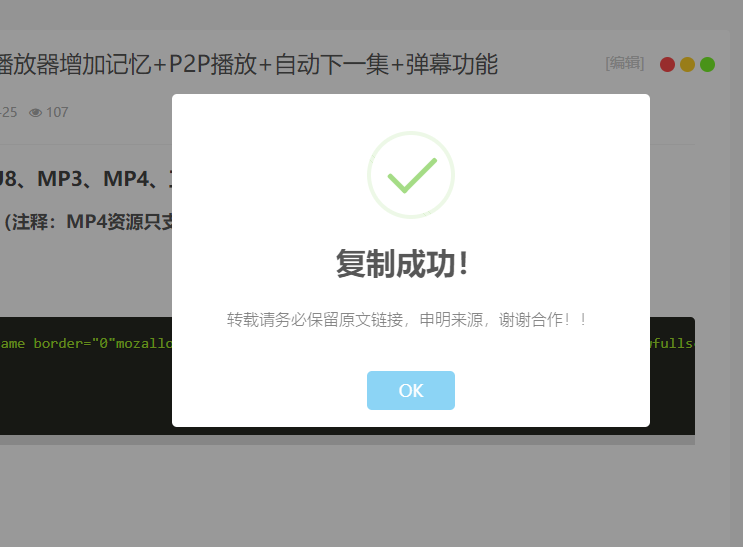 播放器增加记忆+P2P播放+自动下一集+弹幕功能
[编辑]
-25 107
U8、MP3、MP4、
（注释：MP4资源只支
复制成功！
转载请务必保留原文链接，申明来源，谢谢合作！！
ame border="0"mozallo
wfulls
OK